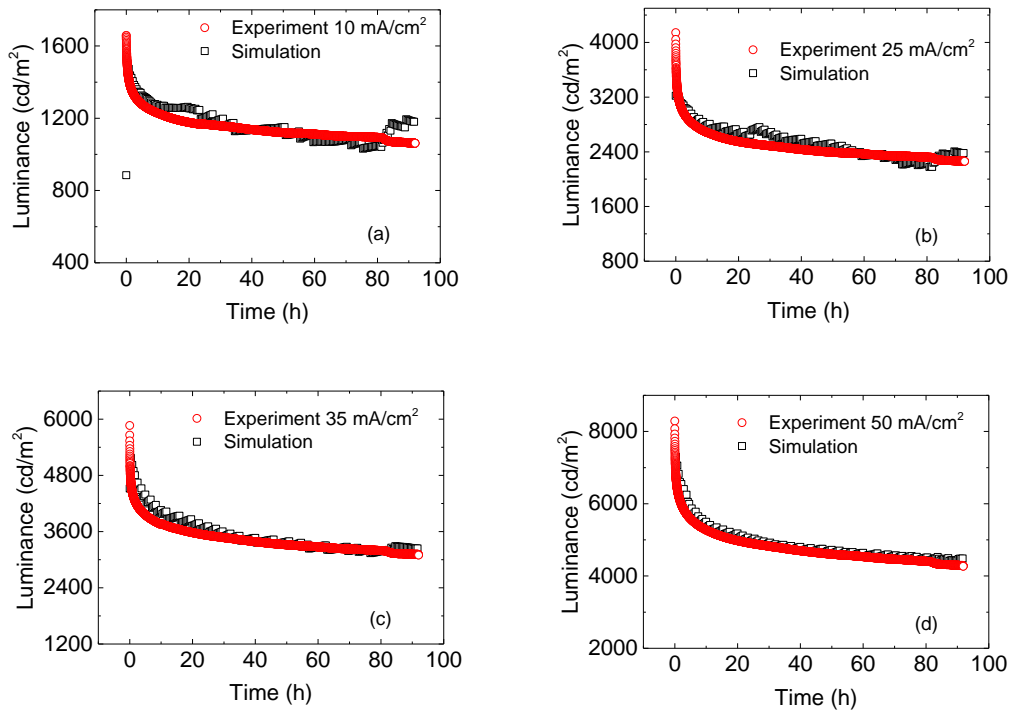 Experiment 10 mA/cm²
Simulation
Luminance (cd/m²)
1600
1200
800
400
(a)
0 20 40 60 80 100
Time (h)
Experiment 25 mA/cm²
Simulation
Luminance (cd/m²)
4000
3200
2400
1600
800
(b)
0 20 40 60 80 100
Time (h)
Experiment 35 mA/cm²
Simulation
Luminance (cd/m²)
6000
4800
3600
2400
1200
(c)
0 20 40 60 80 100
Time (h)
Experiment 50 mA/cm²
Simulation
Luminance (cd/m²)
8000
6000
4000
2000
(d)
0 20 40 60 80 100
Time (h)